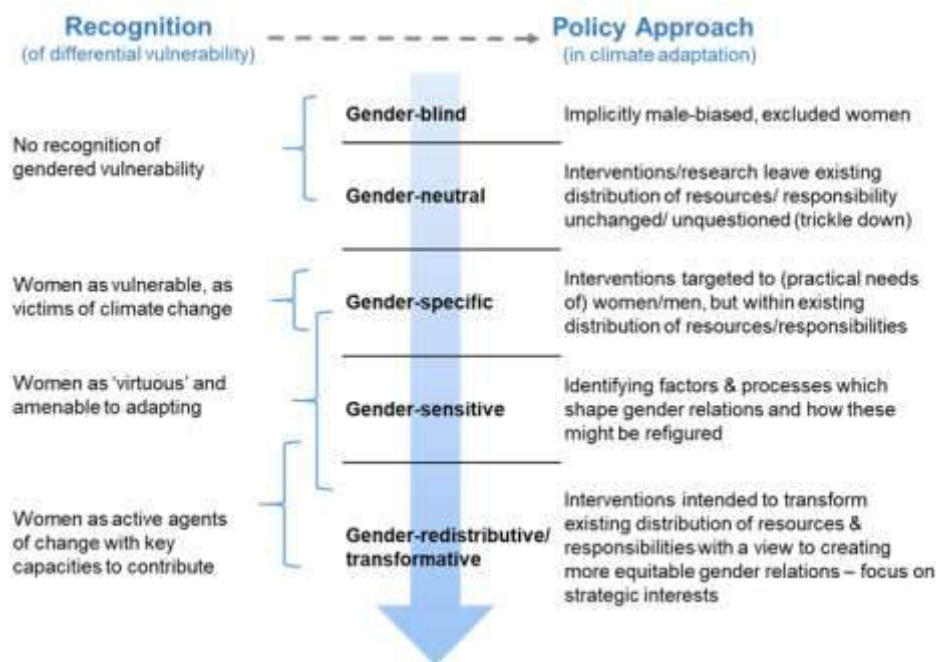 Recognition
(of differential vulnerability)
Policy Approach
(in climate adaptation)
No recognition of
gendered vulnerability
Women as vulnerable, as
victims of climate change
Women as 'virtuous' and
amenable to adapting
Women as active agents
of change with key
capacities to contribute
Gender-blind
Implicitly male-biased, excluded women
Gender-neutral
Interventions/research leave existing
distribution of resources/ responsibility
unchanged/ unquestioned (trickle down)
Gender-specific
Interventions targeted to (practical needs
of) women/men, but within existing
distribution of resources/responsibilities
Gender-sensitive
Identifying factors & processes which
shape gender relations and how these
might be refigured
Gender-redistributive/
transformative
Interventions intended to transform
existing distribution of resources &
responsibilities with a view to creating
more equitable gender relations – focus on
strategic interests